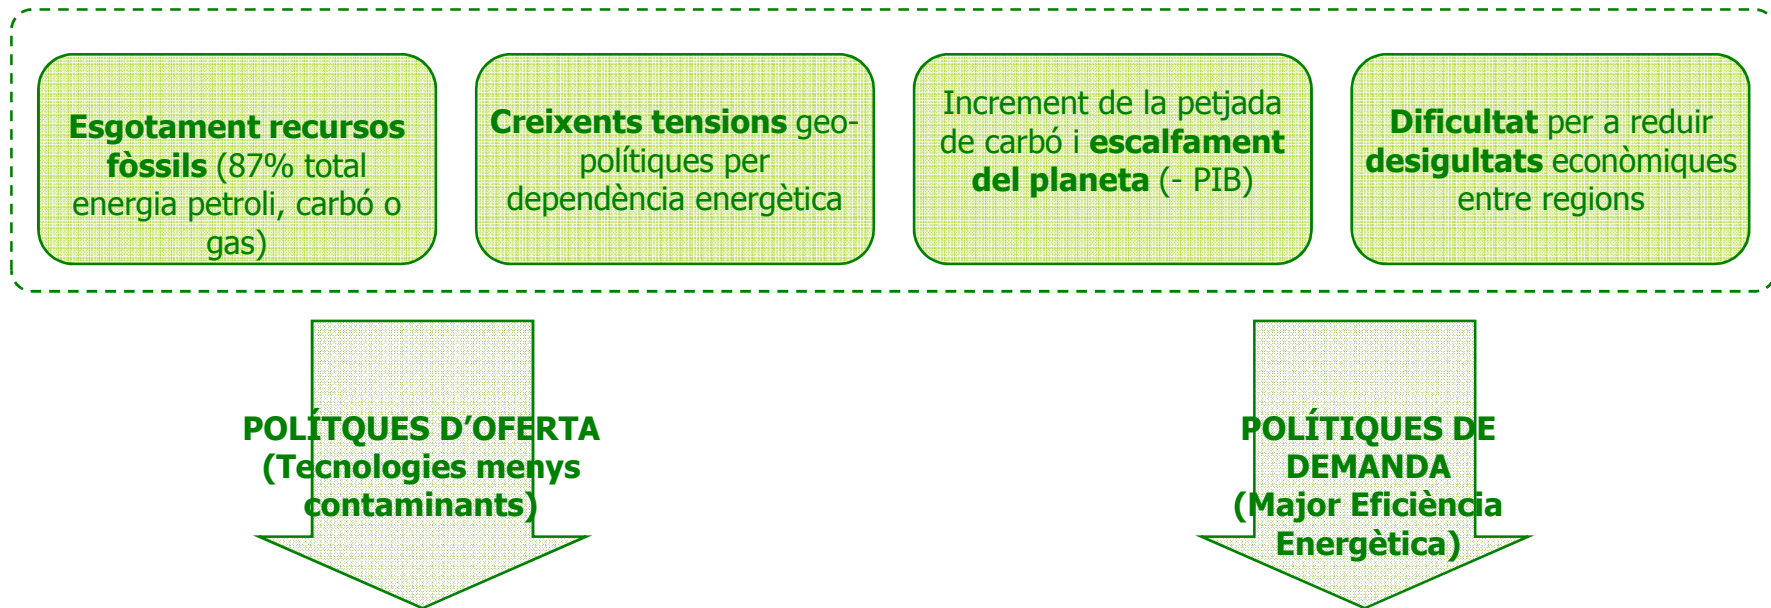 Esgotament recursos
fòssils (87% total
energia petroli, carbó o
gas)
Creixents tensions geo-
polítiques per
dependència energètica
Increment de la petjada
de carbó i escalfament
del planeta (- PIB)
Dificultat per a reduir
desigultats econòmiques
entre regions
POLÍTQUES D’OFERTA
(Tecnologies menys
contaminants)
POLÍTIQUES DE
DEMANDA
(Major Eficiència
Energètica)